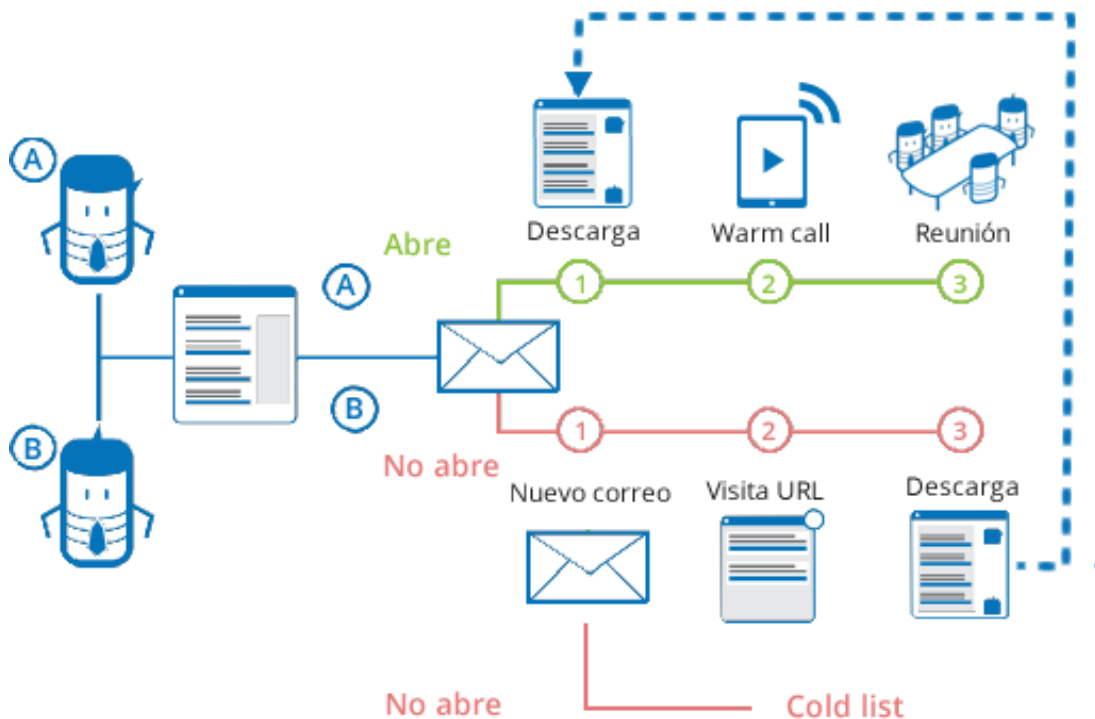 A
Descarga
Warm call
Reunión
Abre
A
1
2
3
B
B
1
2
3
No abre
Nuevo correo
Visita URL
Descarga
No abre
Cold list